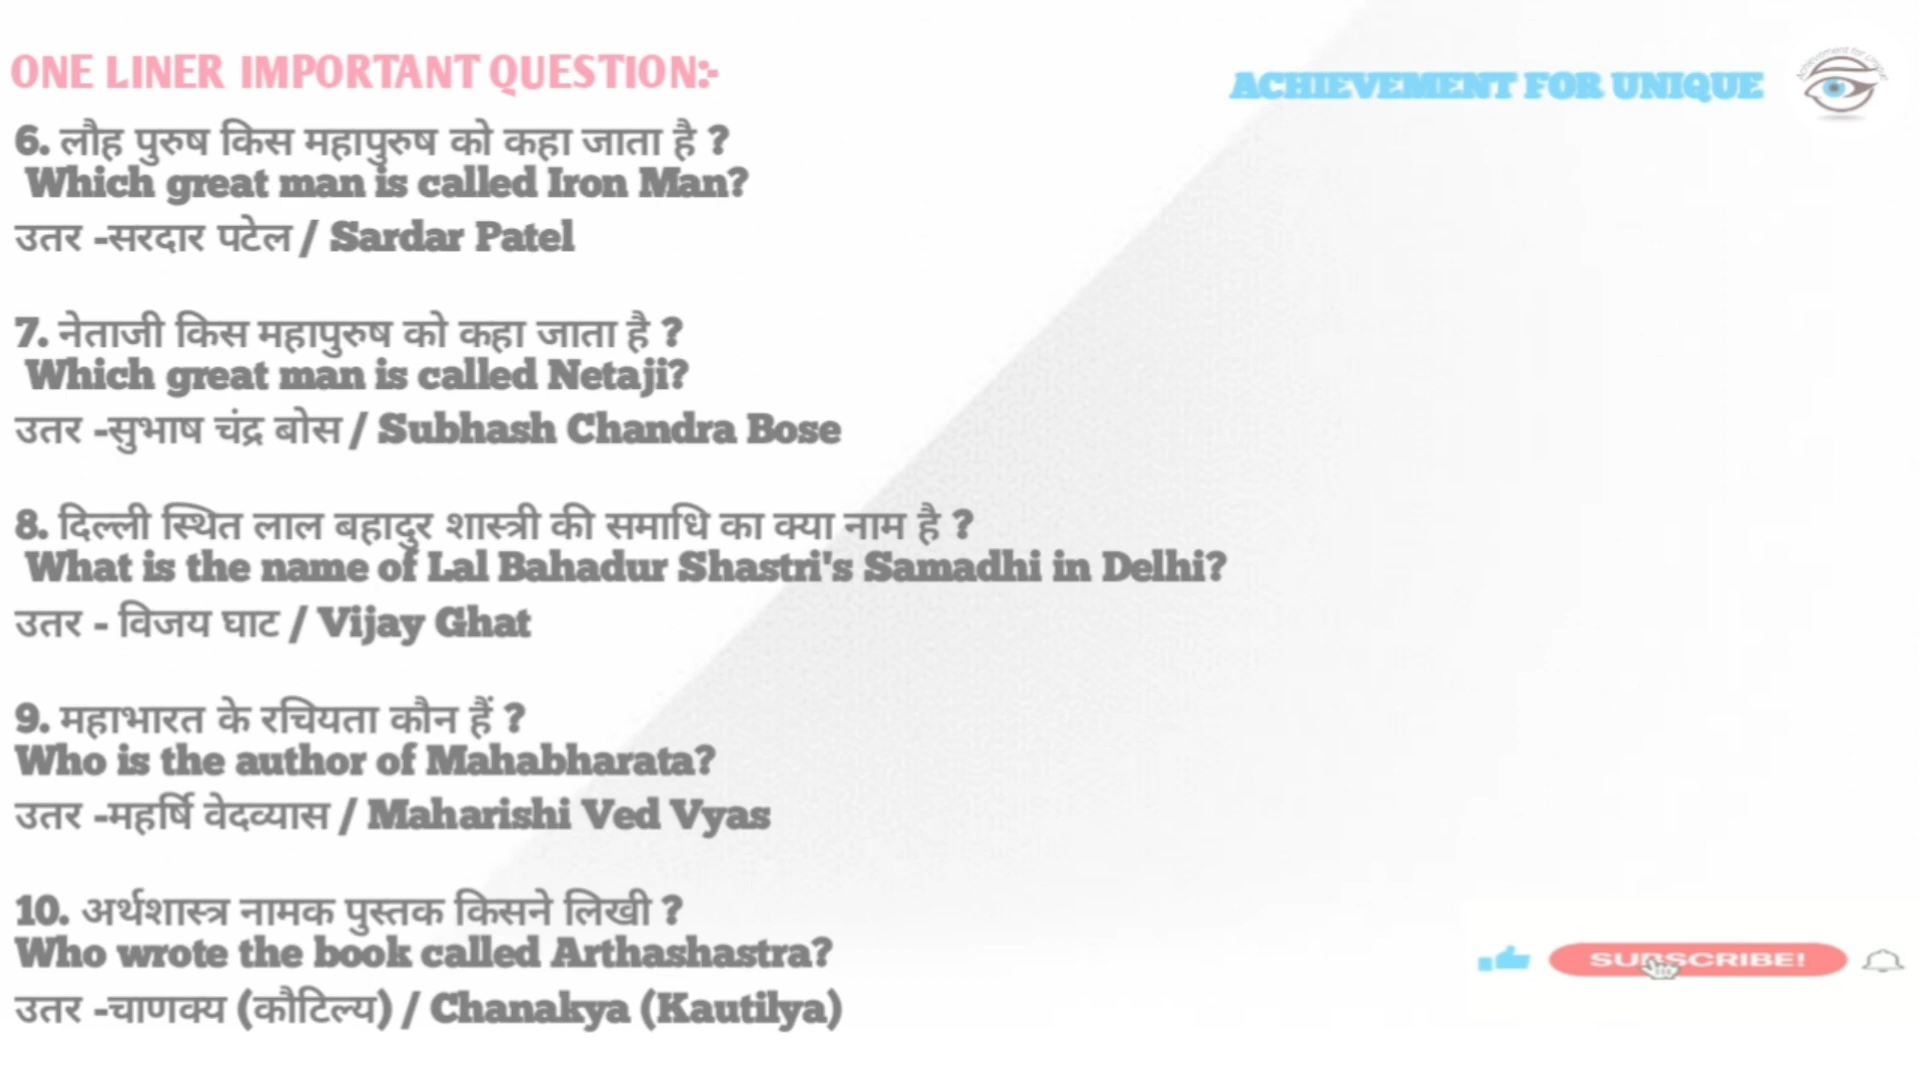 ONE LINER IMPORTANT QUESTION:-
ACHIEVEMENT FOR UNIQUE
Achievement for Unique
6. लौह पुरुष किस महापुरुष को कहा जाता है ?
Which great man is called Iron Man?
उतर -सरदार पटेल / Sardar Patel
7. नेताजी किस महापुरुष को कहा जाता है ?
Which great man is called Netaji?
उतर -सुभाष चंद्र बोस / Subhash Chandra Bose
8. दिल्ली स्थित लाल बहादुर शास्त्री की समाधि का क्या नाम है ?
What is the name of Lal Bahadur Shastri's Samadhi in Delhi?
उतर - विजय घाट / Vijay Ghat
9. महाभारत के रचियता कौन हैं ?
Who is the author of Mahabharata?
उतर -महर्षि वेदव्यास / Maharishi Ved Vyas
10. अर्थशास्त्र नामक पुस्तक किसने लिखी ?
Who wrote the book called Arthashastra?
उतर -चाणक्य (कौटिल्य) / Chanakya (Kautilya)
SUBSCRIBE!